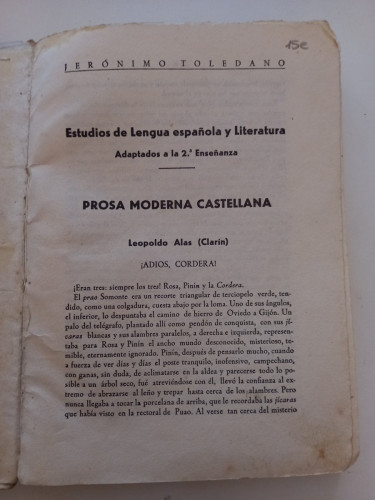 15€
JERÓNIMO TOLEDANO
Estudios de Lengua española y Literatura
Adaptados a la 2.ª Enseñanza
PROSA MODERNA CASTELLANA
Leopoldo Alas (Clarín)
¡ADIOS, CORDERA!
¡Eran tres: siempre los tres! Rosa, Pinín y la Cordera.
El prao Somonte era un recorte triangular de terciopelo verde, ten-
dido, como una colgadura, cuesta abajo por la loma. Uno de sus ángulos,
el inferior, lo despuntaba el camino de hierro de Oviedo a Gijón. Un
palo del telégrafo, plantado allí como pendón de conquista, con sus jí-
caras blancas y sus alambres paralelos, a derecha e izquierda, represen-
taba para Rosa y Pinín el ancho mundo desconocido, misterioso, te-
mible, eternamente ignorado. Pinín, después de pensarlo mucho, cuando
a fuerza de ver días y días el poste tranquilo, inofensivo, campechano,
con ganas, sin duda, de aclimatarse en la aldea y parecerse todo lo po-
sible a un árbol seco, fué atreviéndose con él, llevó la confianza al ex-
tremo de abrazarse al leño y trepar hasta cerca de los alambres. Pero
nunca llegaba a tocar la porcelana de arriba, que le recordaba las jícaras
que había visto en la rectoral de Puao. Al verse tan cerca del misterio